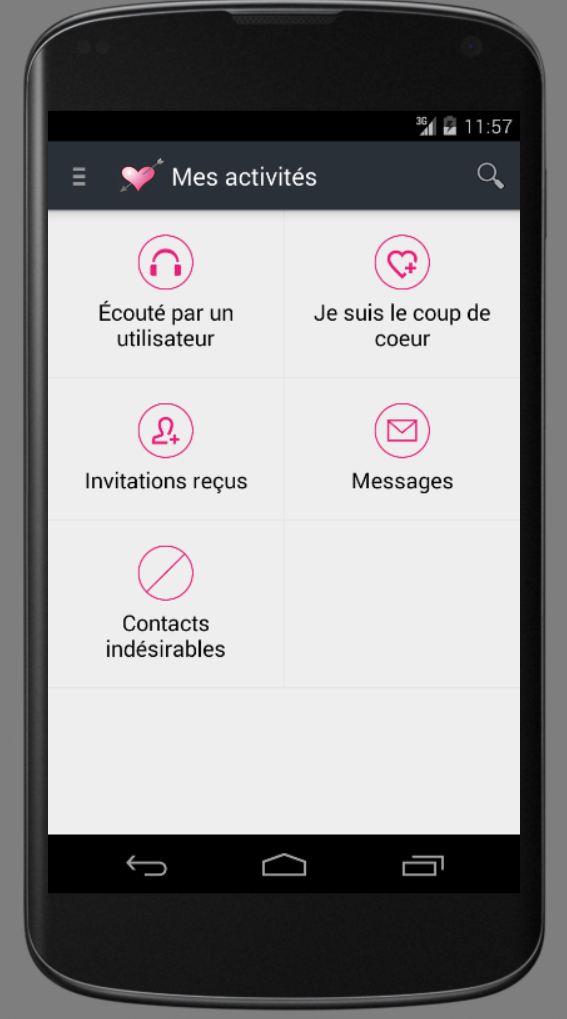 3G 11:57
Mes activités
Écouté par un
utilisateur
Je suis le coup de
coeur
Invitations reçus
Messages
Contacts
indésirables